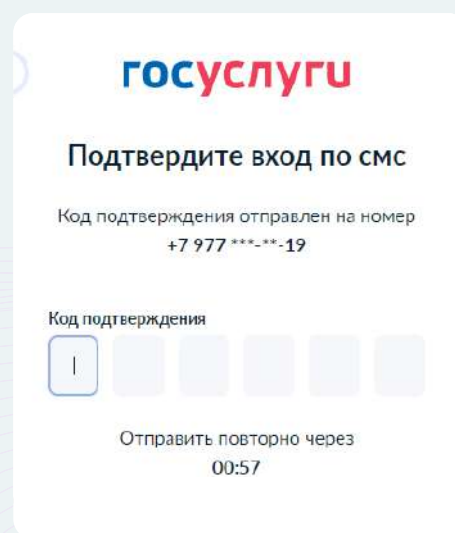 госуслуги
Подтвердите вход по смс
Код подтверждения отправлен на номер
+7 977 ***-**-19
Код подтверждения
Отправить повторно через
00:57